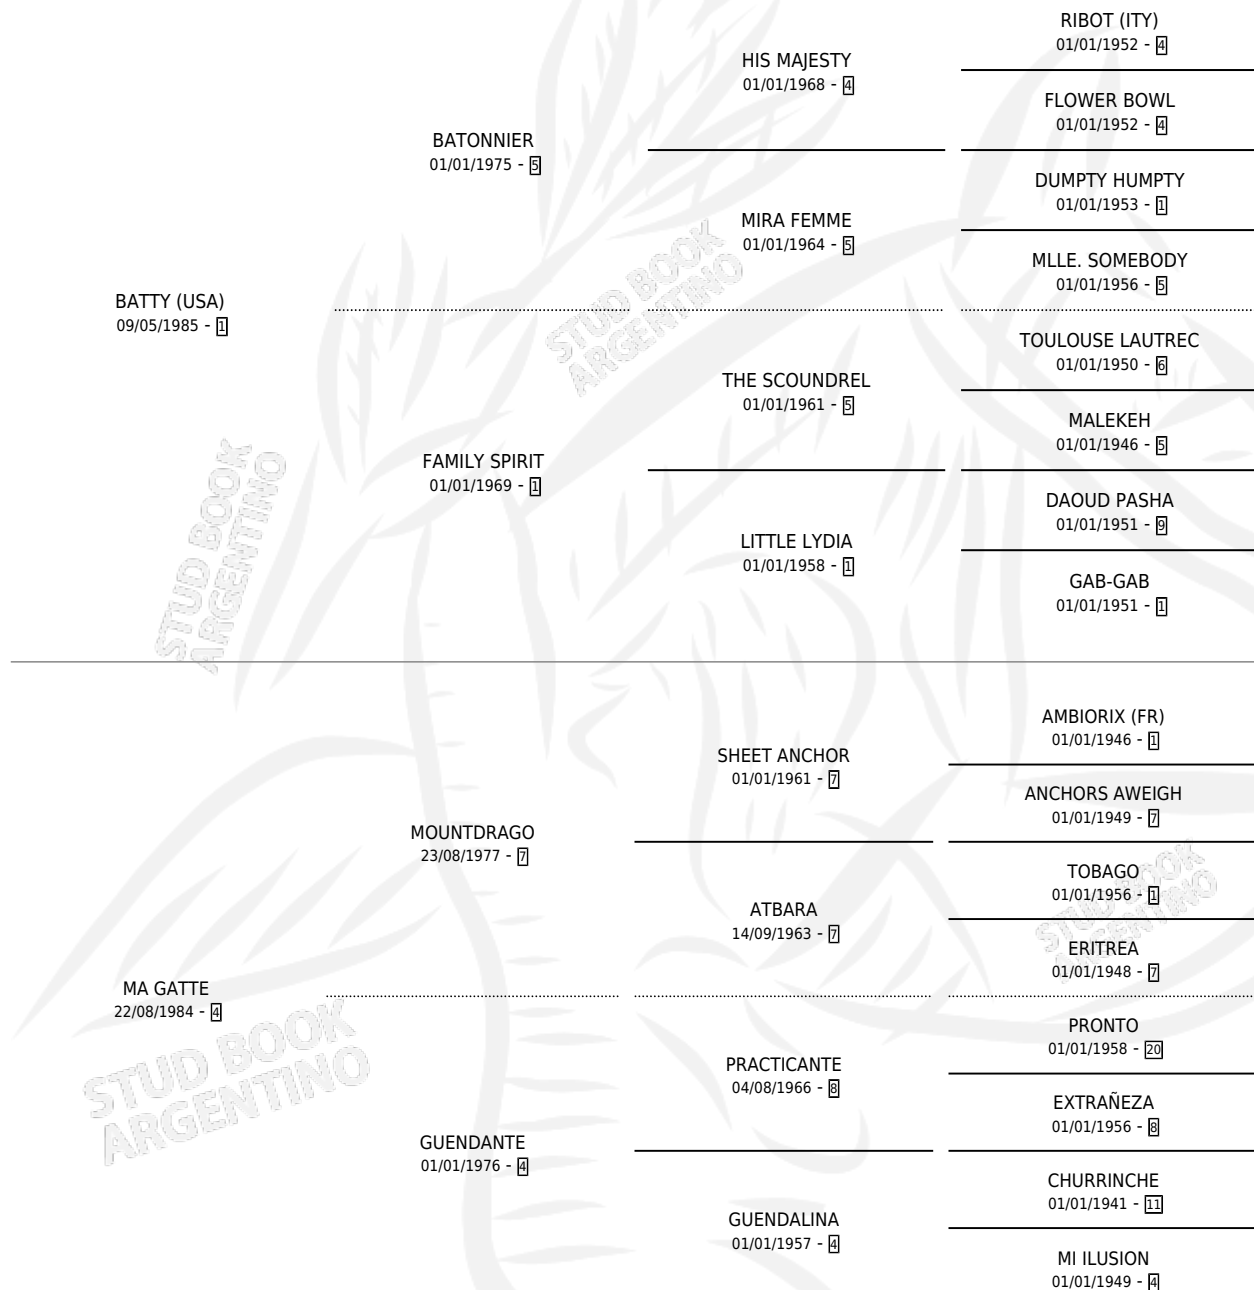 RIBOT (ITY)
01/01/1952 - 4
HIS MAJESTY
01/01/1968 - 4
FLOWER BOWL
01/01/1952 - 4
BATONNIER
01/01/1975 - 5
DUMPTY HUMPTY
01/01/1953 - 1
MIRA FEMME
01/01/1964 - 5
MLLE. SOMEBODY
01/01/1956 - 5
BATTY (USA)
09/05/1985 - 1
TOULOUSE LAUTREC
01/01/1950 - 6
THE SCOUNDREL
01/01/1961 - 5
MALEKEH
01/01/1946 - 5
FAMILY SPIRIT
01/01/1969 - 1
DAOUD PASHA
01/01/1951 - 9
LITTLE LYDIA
01/01/1958 - 1
GAB-GAB
01/01/1951 - 1
AMBIORIX (FR)
01/01/1946 - 1
SHEET ANCHOR
01/01/1961 - 7
ANCHORS AWEIGH
01/01/1949 - 7
MOUNTDRAGO
23/08/1977 - 7
TOBAGO
01/01/1956 - 1
ATBARA
14/09/1963 - 7
ERITREA
01/01/1948 - 7
MA GATTE
22/08/1984 - 4
PRONTO
01/01/1958 - 20
PRACTICANTE
04/08/1966 - 8
EXTRAÑEZA
01/01/1956 - 8
GUENDANTE
01/01/1976 - 4
CHURRINCHE
01/01/1941 - 11
GUENDALINA
01/01/1957 - 4
MI ILUSION
01/01/1949 - 4
STUD BOOK
ARGENTINO
STUD BOOK
ARGENTINO
STUD BOOK
ARGENTINO
STUD BOOK
ARGENTINO